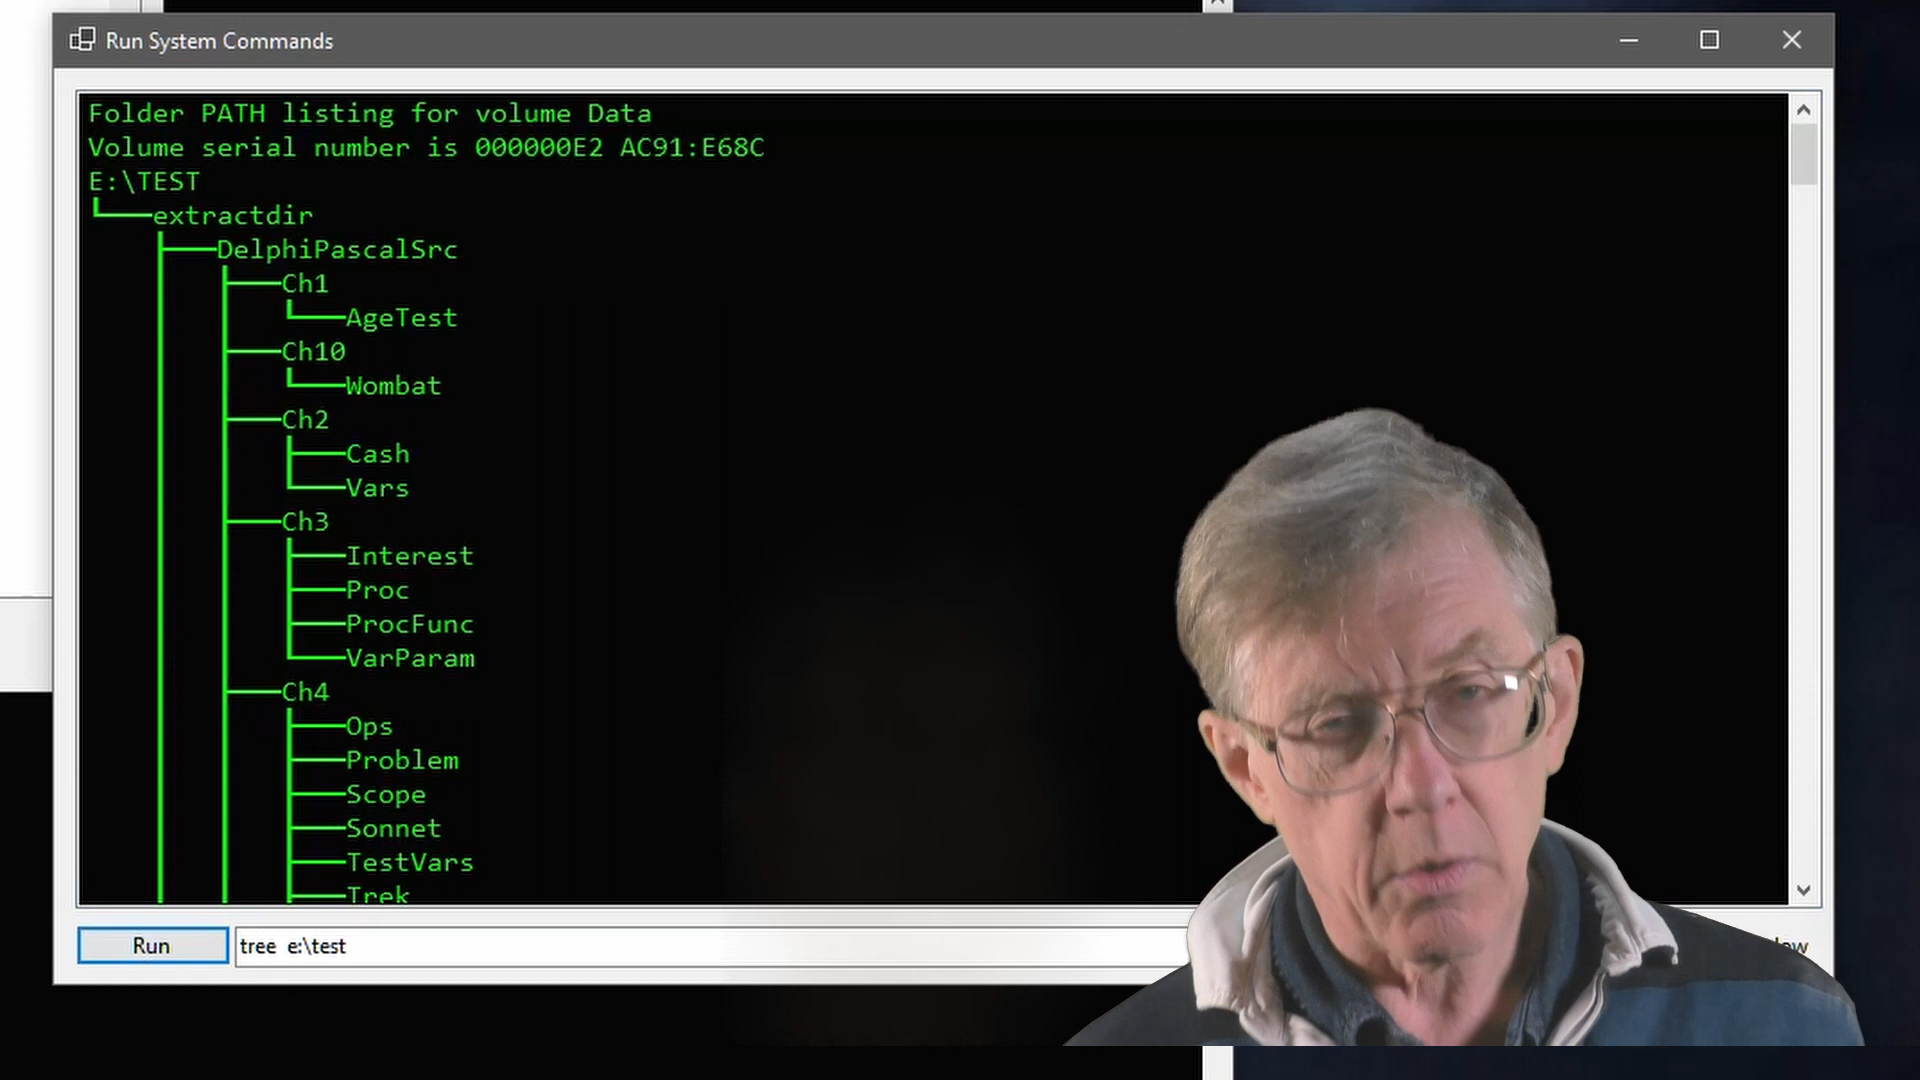 Run System Commands
Folder PATH listing for volume Data
Volume serial number is 000000E2 AC91:E68C
E:\TEST
extractdir
DelphiPascalSrc
Ch1
AgeTest
Ch10
Wombat
Ch2
Cash
Vars
Ch3
Interest
Proc
ProcFunc
VarParam
Ch4
Ops
Problem
Scope
Sonnet
TestVars
Trek
Run
tree e:\test